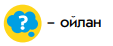 ? – ойлан